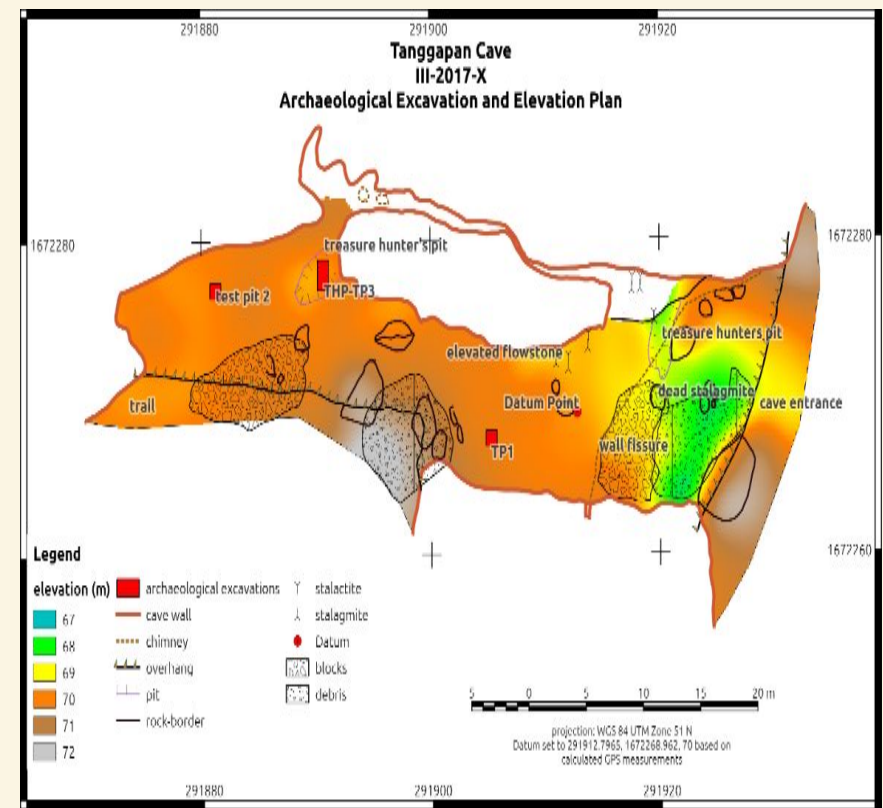 291880
291900
291920
Tanggapan Cave
III-2017-X
Archaeological Excavation and Elevation Plan
1672280
1672280
treasure hunter's pit
test pit 2
THP-TP3
treasure hunters pit
elevated flowstone
dead stalagmite
trail
Datum Point
cave entrance
wall fissure
TP1
1672260
Legend
elevation (m)
67
68
69
70
71
72
archaeological excavations
cave wall
chimney
overhang
pit
rock-border
stalactite
stalagmite
Datum
blocks
debris
5 0 5 10 15 20 m
projection: WGS 84 UTM Zone 51 N
Datum set to 291912.7965, 1672268.962, 70 based on
calculated GPS measurements
291880
291900
291920